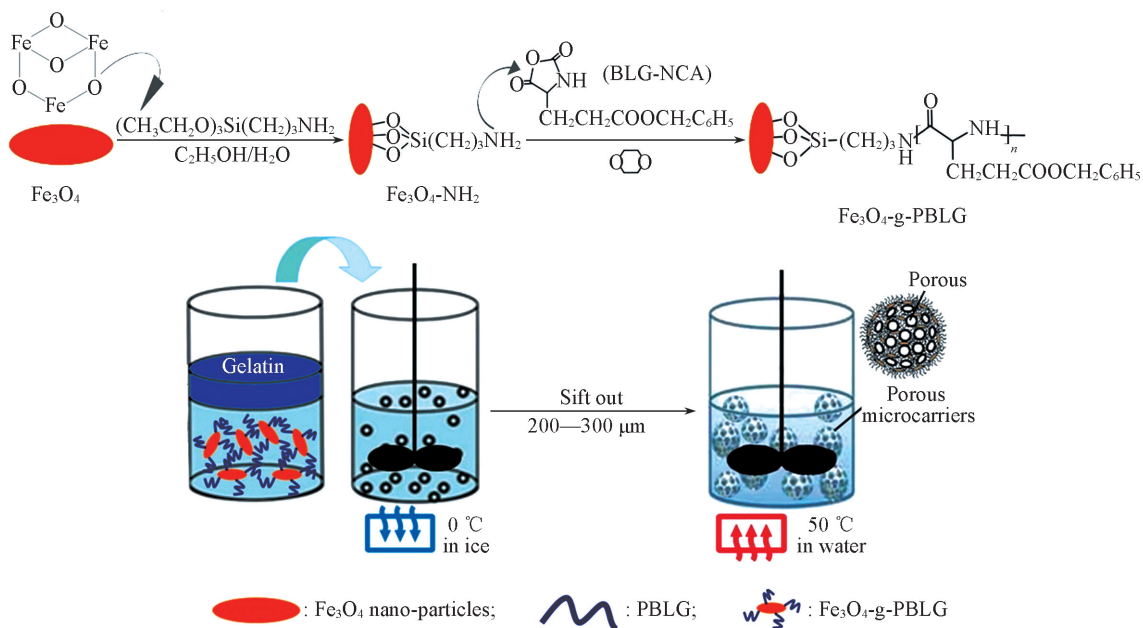 O
Fe Fe
O
O O
Fe
(CH₃CH₂O)₃Si(CH₂)₃NH₂
C₂H₅OH/H₂O
Fe₃O₄
O
O
O
Si(CH₂)₃NH₂
Fe₃O₄-NH₂
O O
O NH
(BLG-NCA)
CH₂CH₂COOCH₂C₆H₅
O O
O
O
O
Si-(CH₂)₃N
H
O
NH
n
CH₂CH₂COOCH₂C₆H₅
Fe₃O₄-g-PBLG
Gelatin
0 ℃
in ice
Sift out
200—300 μm
Porous
Porous
microcarriers
50 ℃
in water
: Fe₃O₄ nano-particles;
: PBLG;
: Fe₃O₄-g-PBLG